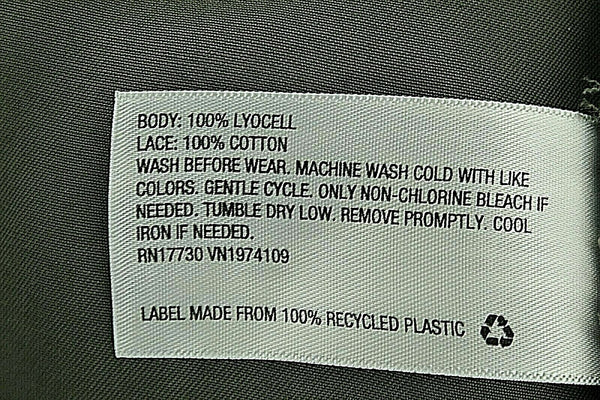 BODY: 100% LYOCELL
LACE: 100% COTTON
WASH BEFORE WEAR. MACHINE WASH COLD WITH LIKE
COLORS. GENTLE CYCLE. ONLY NON-CHLORINE BLEACH IF
NEEDED. TUMBLE DRY LOW. REMOVE PROMPTLY. COOL
IRON IF NEEDED.
RN17730 VN1974109
LABEL MADE FROM 100% RECYCLED PLASTIC